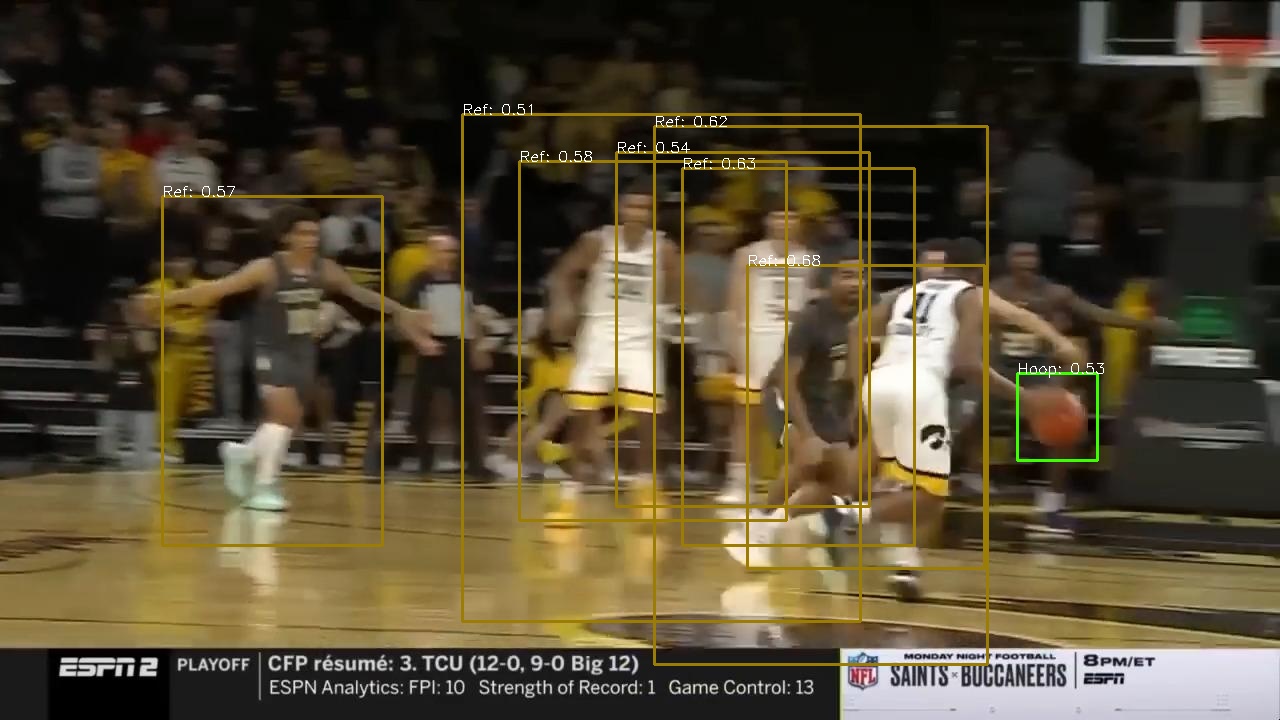 Ref: 0.51
Ref: 0.62
Ref: 0.54
Ref: 0.58
Ref: 0.63
Ref: 0.57
Ref: 0.68
Hoop: 0.53
11
ESPN2
PLAYOFF
CFP résumé: 3. TCU (12-0, 9-0 Big 12)
ESPN Analytics: FPI: 10 Strength of Record: 1 Game Control: 13
NFL
MONDAY NIGHT FOOTBALL
SAINTS × BUCCANEERS
8PM/ET
ESPN